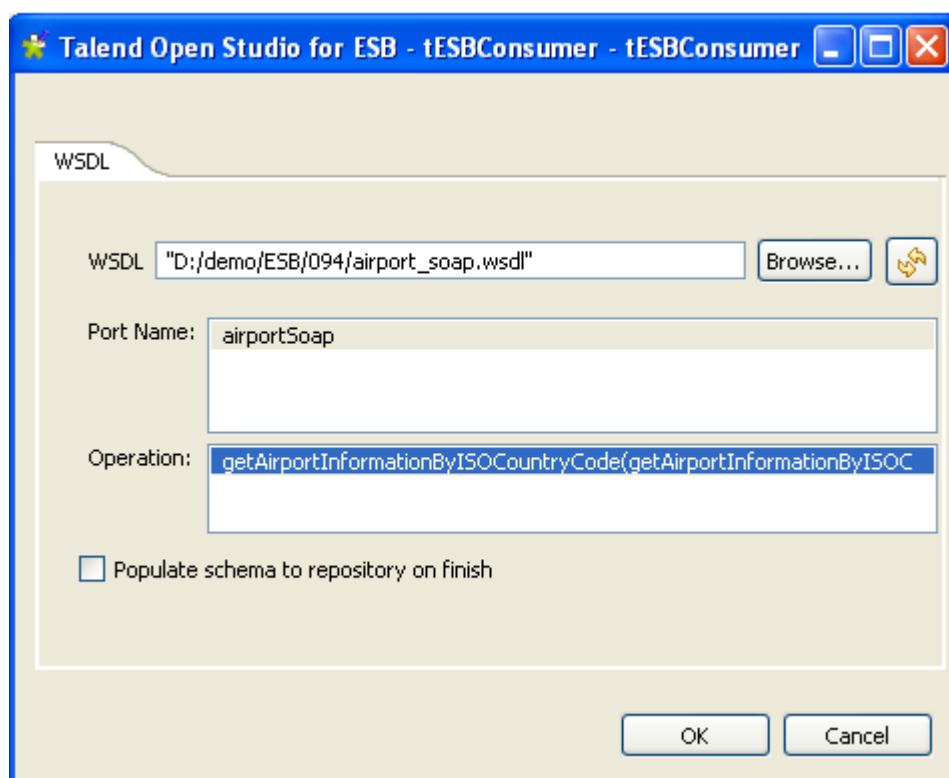 Talend Open Studio for ESB - tESBConsumer - tESBConsumer
WSDL
WSDL "D:/demo/ESB/094/airport_soap.wsdl" Browse...
Port Name: airportSoap
Operation: getAirportInformationByISOCountryCode(getAirportInformationByISOC
Populate schema to repository on finish
OK Cancel